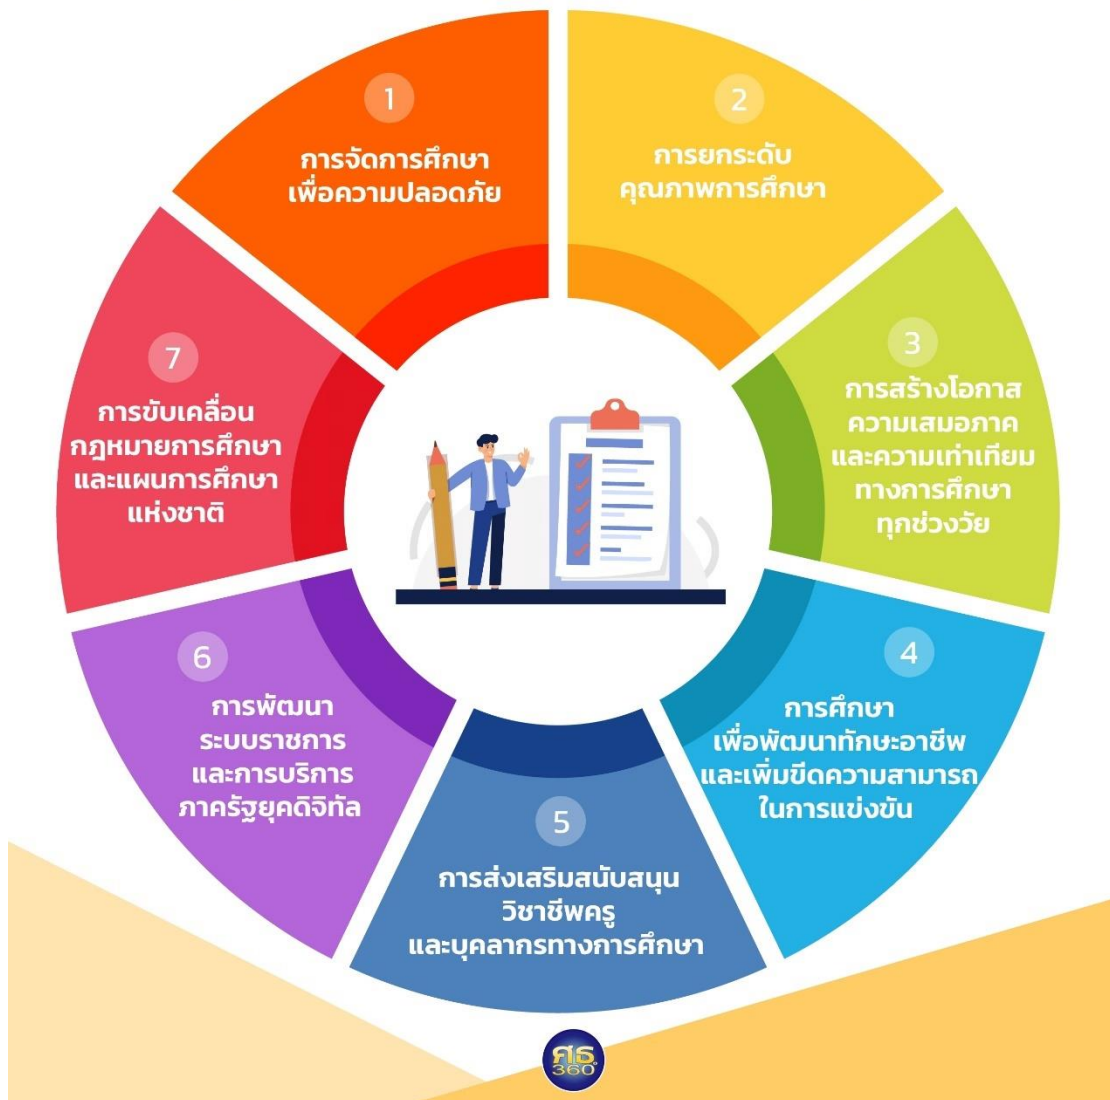 1
การจัดการศึกษา
เพื่อความปลอดภัย
2
การยกระดับ
คุณภาพการศึกษา
3
การสร้างโอกาส
ความเสมอภาค
และความเท่าเทียม
ทางการศึกษา
ทุกช่วงวัย
4
การศึกษา
เพื่อพัฒนาทักษะอาชีพ
และเพิ่มขีดความสามารถ
ในการแข่งขัน
5
การส่งเสริมสนับสนุน
วิชาชีพครู
และบุคลากรทางการศึกษา
6
การพัฒนา
ระบบราชการ
และการบริการ
ภาครัฐยุคดิจิทัล
7
การขับเคลื่อน
กฎหมายการศึกษา
และแผนการศึกษา
แห่งชาติ
ศธ
360°